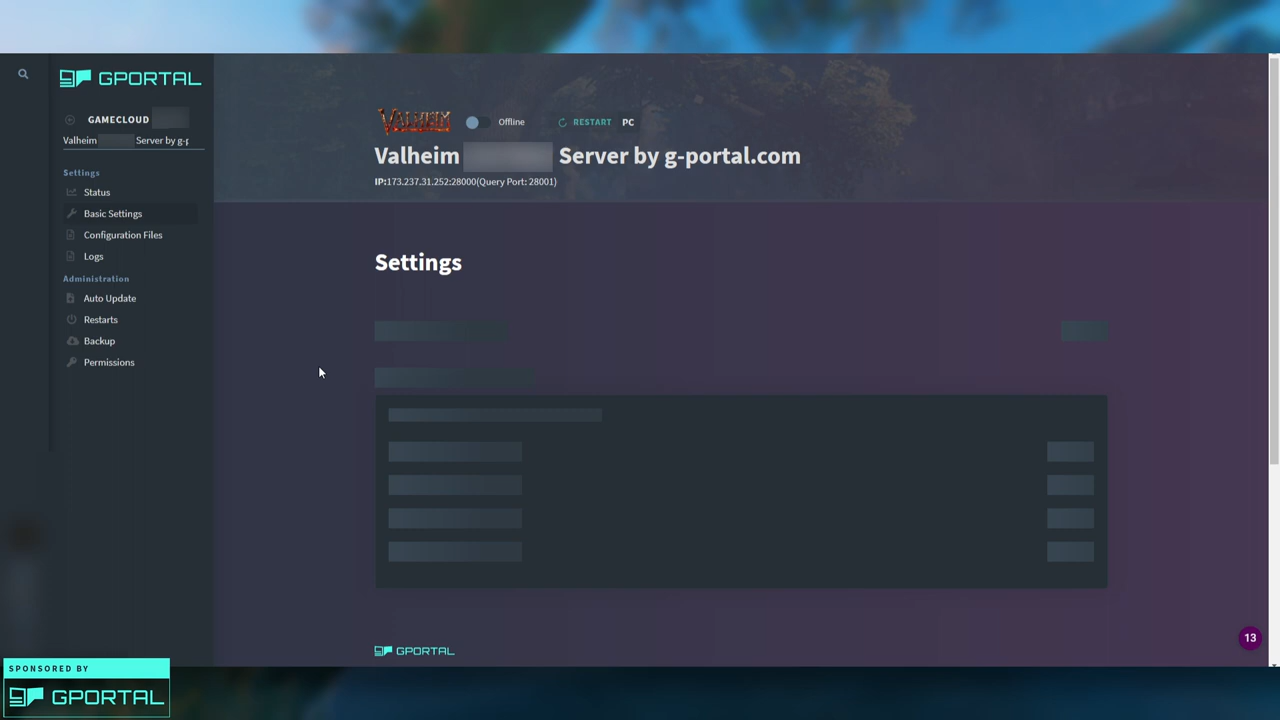 GPORTAL
GAMECLOUD
Valheim Server by g-p
Settings
Status
Basic Settings
Configuration Files
Logs
Administration
Auto Update
Restarts
Backup
Permissions
VALHEIM
Offline
RESTART
PC
Valheim Server by g-portal.com
IP:173.237.31.252:28000(Query Port: 28001)
Settings
GPORTAL
13
SPONSORED BY
GPORTAL